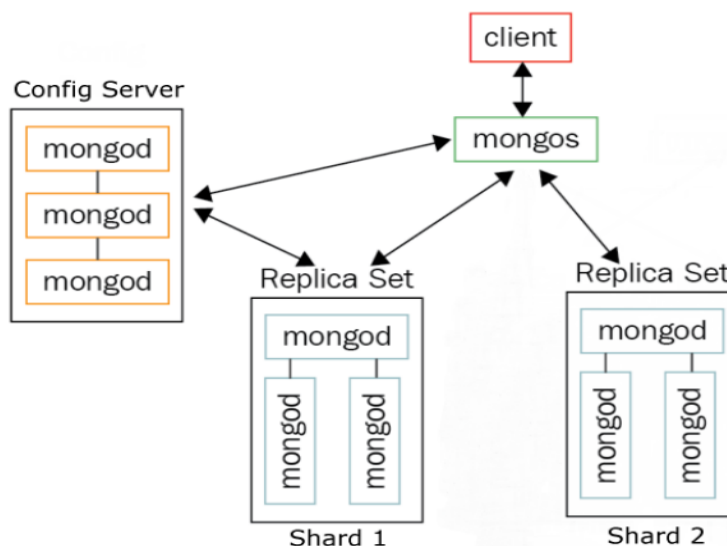 client
Config Server
mongos
mongod
mongod
mongod
Replica Set
mongod
mongod
mongod
Shard 1
Replica Set
mongod
mongod
mongod
Shard 2